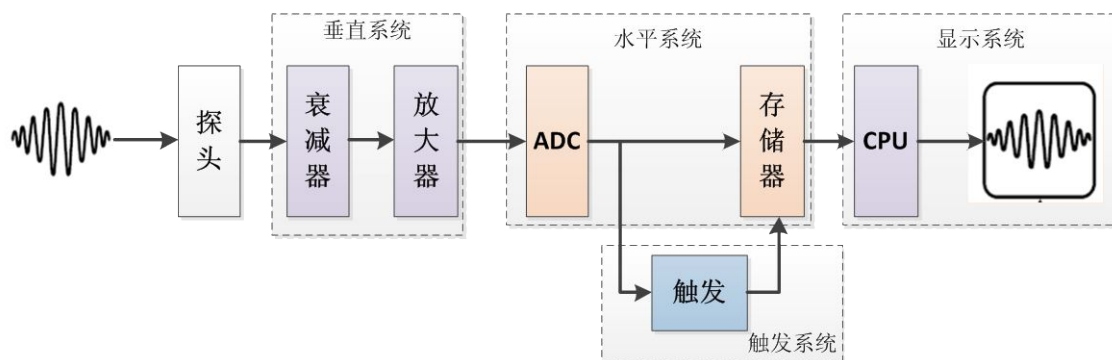 垂直系统
水平系统
显示系统
探头
衰减器
放大器
ADC
存储器
CPU
触发
触发系统